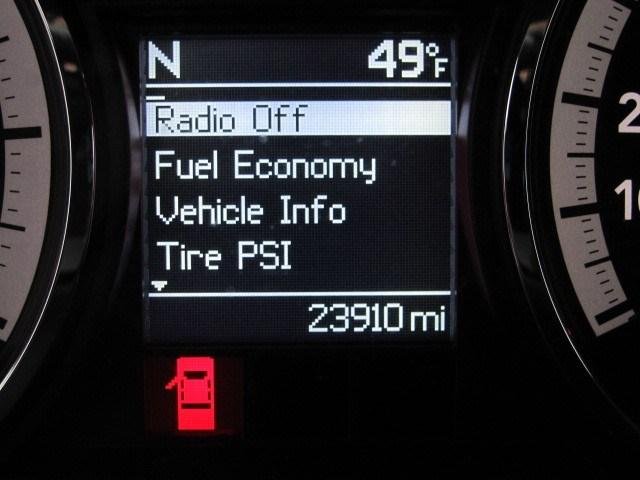 N 49°F
Radio Off
Fuel Economy
Vehicle Info
Tire PSI
23910 mi